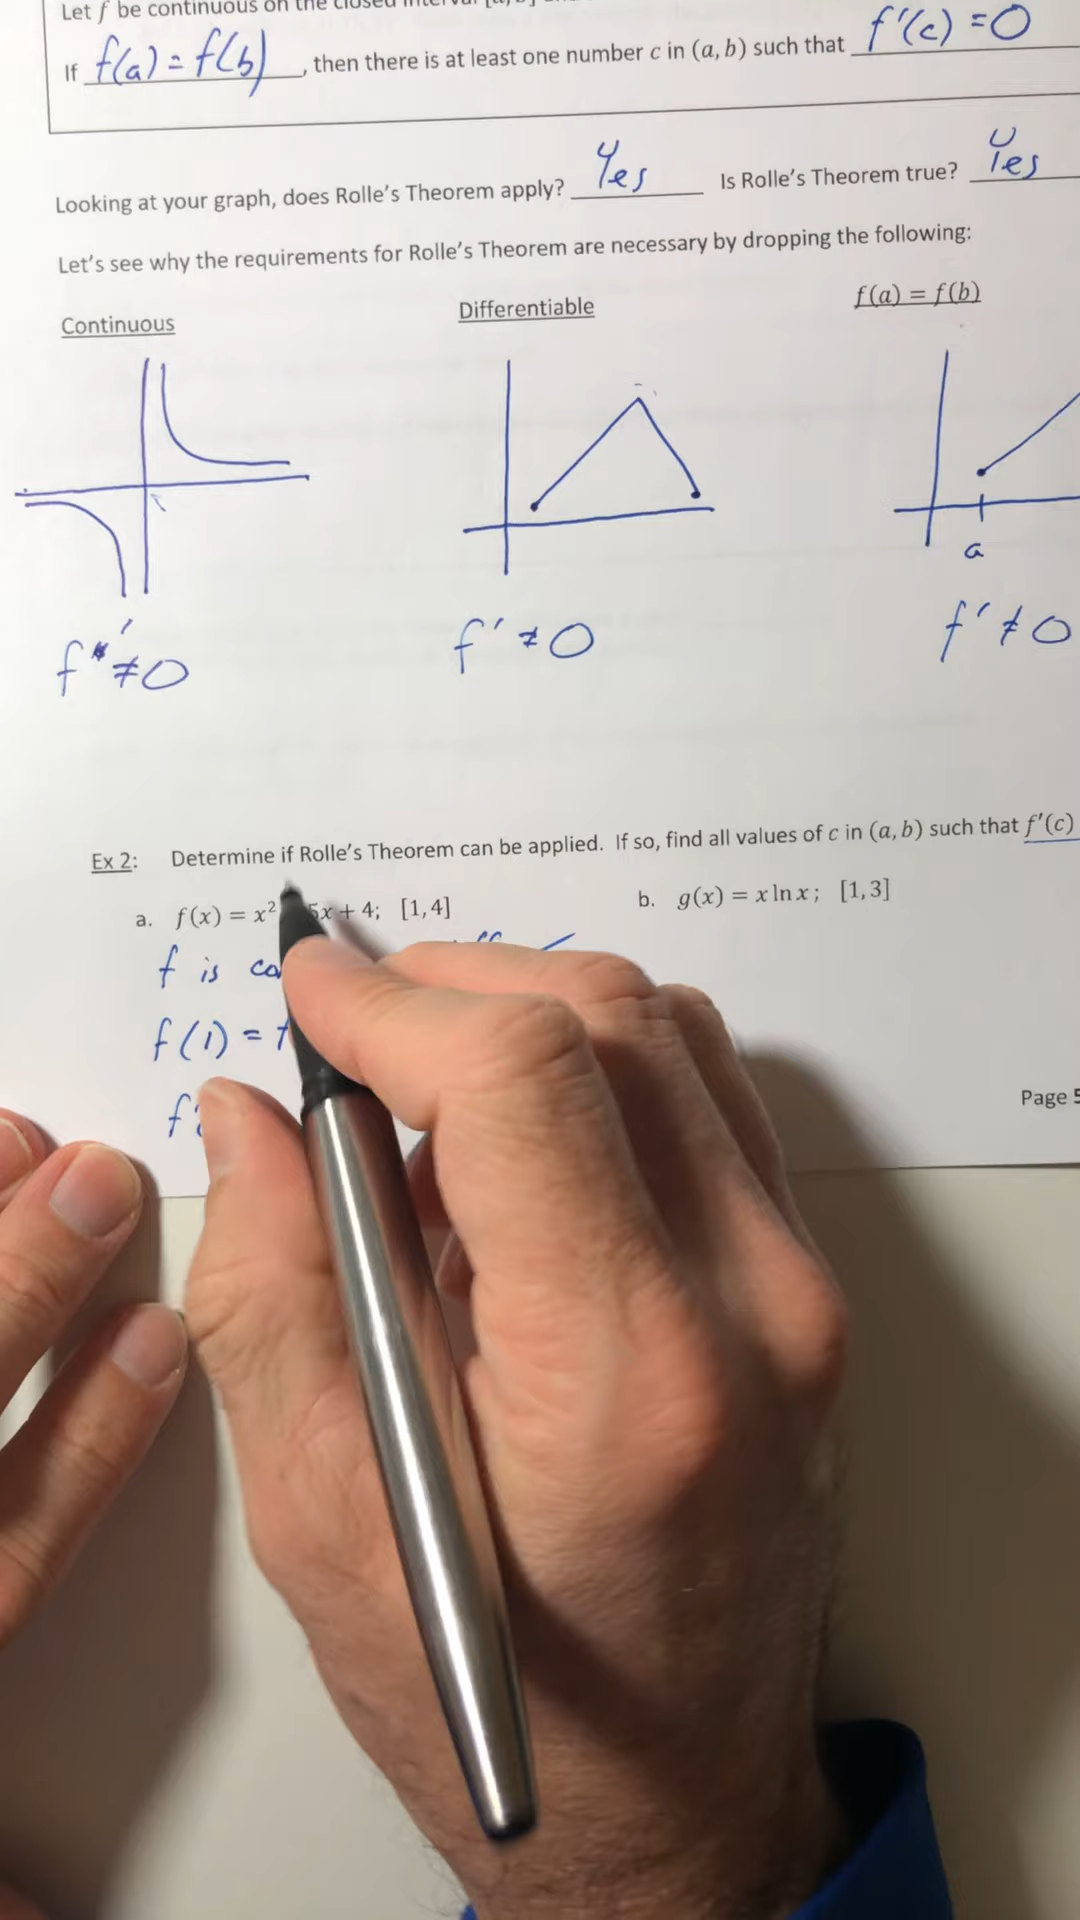 Let f be continuous on the closed
If f(a) = f(b), then there is at least one number c in (a, b) such that f'(c) = 0
Looking at your graph, does Rolle's Theorem apply? Yes Is Rolle's Theorem true? Yes
Let's see why the requirements for Rolle's Theorem are necessary by dropping the following:
Continuous Differentiable f(a) = f(b)
a
f' ≠ 0 f' ≠ 0 f' ≠ 0
Ex 2: Determine if Rolle's Theorem can be applied. If so, find all values of c in (a, b) such that f'(c)
a. f(x) = x² 5x + 4; [1, 4] b. g(x) = x ln x; [1, 3]
f is
f(1) =
Page 5